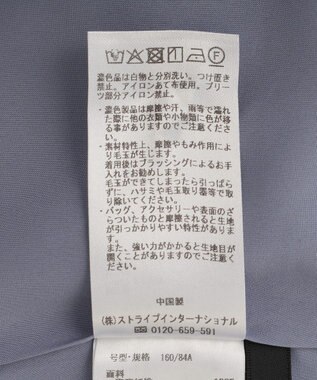 濃色品は白物と分別洗い。つけ置き
禁止。アイロンあて布使用。プリー
ツ部分アイロン禁止。
・濃色製品は摩擦や汗、雨等で濡れ
た際に他の衣類や小物類に色が移
る事がありますのでご注意くださ
い。
・素材特性上、摩擦やもみ作用によ
り毛玉が生じます。
着用後はブラッシングによるお手
入れをお勧めします。
毛玉ができてしまったら引っぱら
ずに、ハサミや毛玉取り器等で取
り除いてください。
・バッグ、アクセサリーや表面のざ
らついたものと摩擦されると生地
が引っかかりやすい特性がありま
す。
また、強い力がかかると生地目が
開くことがありますのでご注意く
ださい。
中国製
(株)ストライプインターナショナル
☎ 0120-659-591
号型・规格 160/84A